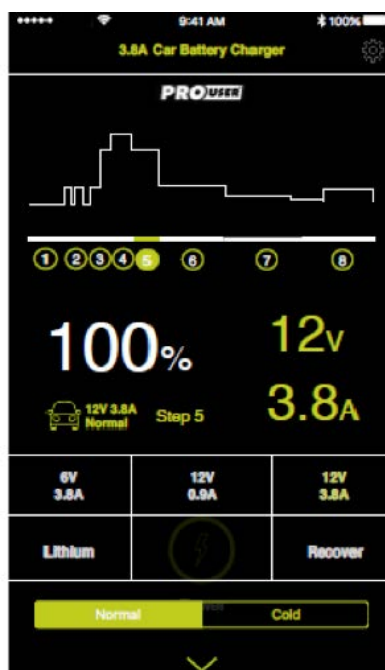 9:41 AM 100%
3.8A Car Battery Charger
PRO USER
1 2 3 4 5 6 7 8
100% 12V
3.8A
12V 3.8A
Normal
Step 5
6V 12V 12V
3.8A 0.9A 3.8A
Lithium Recover
Normal Cold